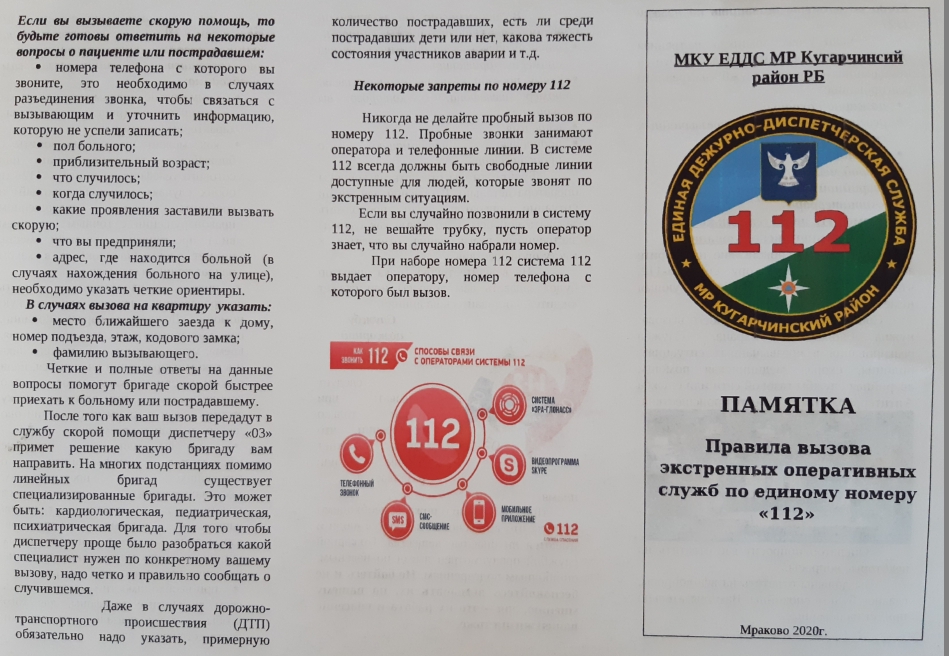 Если вы вызываете скорую помощь, то
будьте готовы ответить на некоторые
вопросы о пациенте или пострадавшем:
• номера телефона с которого вы
звоните, это необходимо в случаях
разъединения звонка, чтобы связаться с
вызывающим и уточнить информацию,
которую не успели записать;
• пол больного;
• приблизительный возраст;
• что случилось;
• когда случилось;
• какие проявления заставили вызвать
скорую;
• что вы предприняли;
• адрес, где находится больной (в
случаях нахождения больного на улице),
необходимо указать четкие ориентиры.
В случаях вызова на квартиру указать:
• место ближайшего заезда к дому,
номер подъезда, этаж, кодового замка;
• фамилию вызывающего.
Четкие и полные ответы на данные
вопросы помогут бригаде скорой быстрее
приехать к больному или пострадавшему.
После того как ваш вызов передадут в
службу скорой помощи диспетчеру «03»
примет решение какую бригаду вам
направить. На многих подстанциях помимо
линейных бригад существует
специализированные бригады. Это может
быть: кардиологическая, педиатрическая,
психиатрическая бригада. Для того чтобы
диспетчеру проще было разобраться какой
специалист нужен по конкретному вашему
вызову, надо четко и правильно сообщать о
случившемся.
Даже в случаях дорожно-
транспортного происшествия (ДТП)
обязательно надо указать, примерную
количество пострадавших, есть ли среди
пострадавших дети или нет, какова тяжесть
состояния участников аварии и т.д.
Некоторые запреты по номеру 112
Никогда не делайте пробный вызов по
номеру 112. Пробные звонки занимают
оператора и телефонные линии. В системе
112 всегда должны быть свободные линии
доступные для людей, которые звонят по
экстренным ситуациям.
Если вы случайно позвонили в систему
112, не вешайте трубку, пусть оператор
знает, что вы случайно набрали номер.
При наборе номера 112 система 112
выдает оператору, номер телефона с
которого был вызов.
КАК
ЗВОНИТЬ 112
СПОСОБЫ СВЯЗИ
С ОПЕРАТОРАМИ СИСТЕМЫ 112
112
СИСТЕМА
«ЭРА-ГЛОНАСС»
ВИДЕОПРОГРАММА
SKYPE
МОБИЛЬНОЕ
ПРИЛОЖЕНИЕ
SMS
СМС-
СООБЩЕНИЕ
ТЕЛЕФОННЫЙ
ЗВОНОК
112
МКУ ЕДДС МР Кугарчинсий
район РБ
ЕДИНАЯ ДЕЖУРНО-ДИСПЕТЧЕРСКАЯ СЛУЖБА
112
МР КУГАРЧИНСКИЙ РАЙОН
ПАМЯТКА
Правила вызова
экстренных оперативных
служб по единому номеру
«112»
Мраково 2020г.